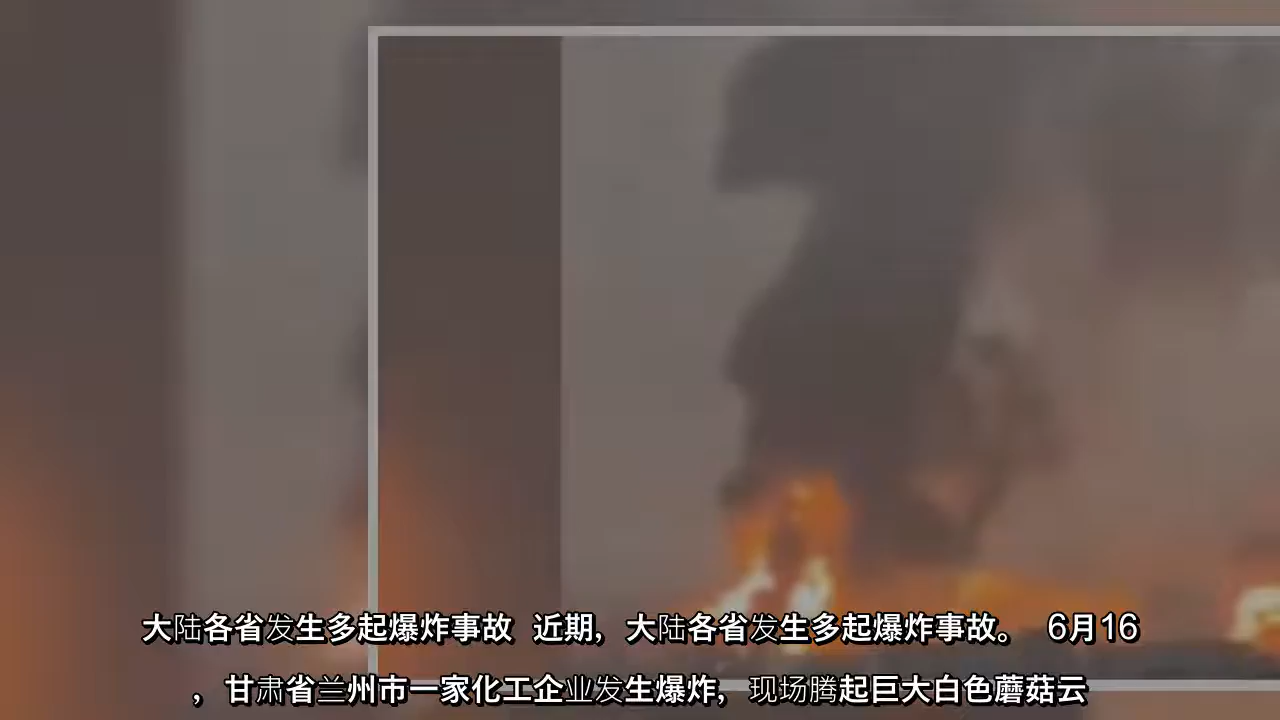 大陆各省发生多起爆炸事故 近期，大陆各省发生多起爆炸事故。 6月16
，甘肃省兰州市一家化工企业发生爆炸，现场腾起巨大白色蘑菇云